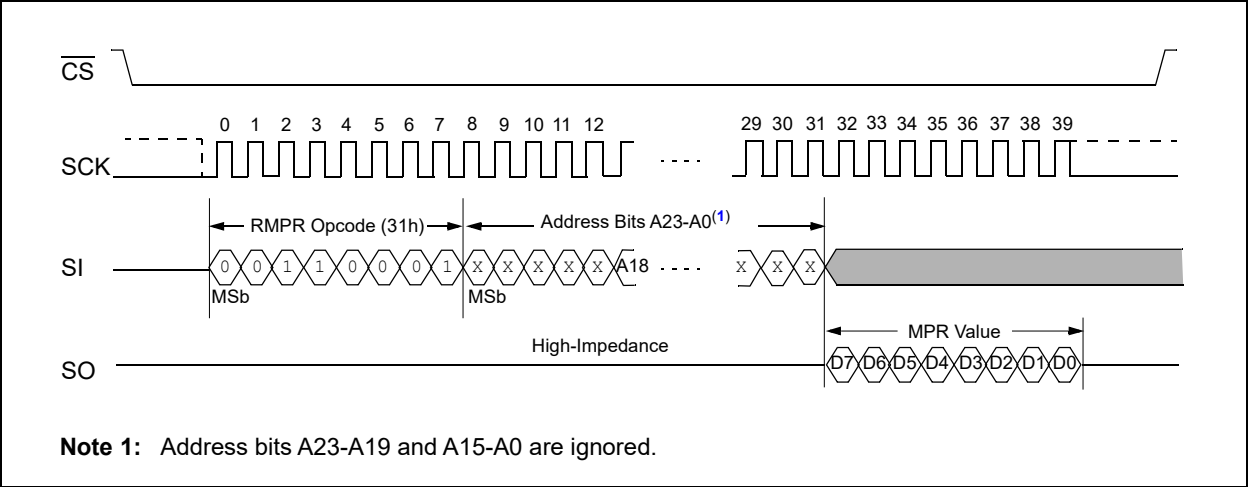 CS
0 1 2 3 4 5 6 7 8 9 10 11 12 29 30 31 32 33 34 35 36 37 38 39
SCK
RMPR Opcode (31h) Address Bits A23-A0(1)
SI 0 0 1 1 0 0 0 1 X X X X X A18 X X X
MSb MSb
MPR Value
High-Impedance
SO D7 D6 D5 D4 D3 D2 D1 D0
Note 1: Address bits A23-A19 and A15-A0 are ignored.